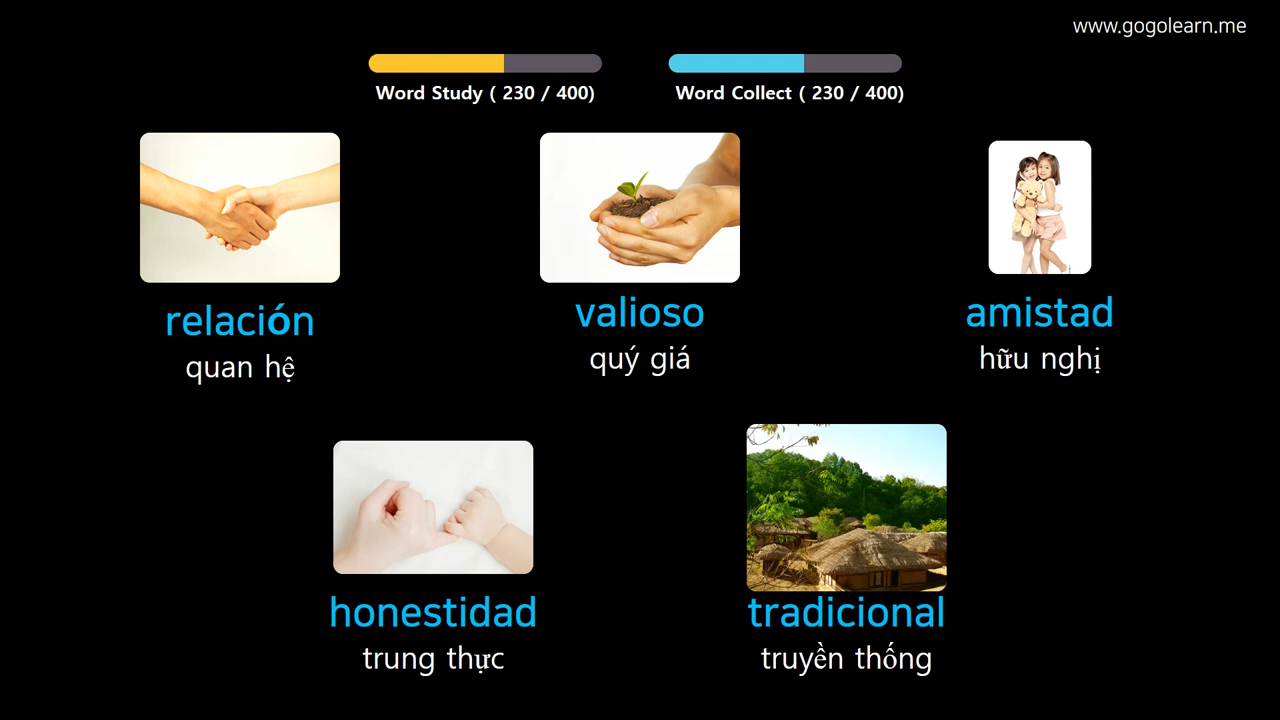 www.gogolearn.me
Word Study ( 230 / 400)
Word Collect ( 230 / 400)
relación
quan hệ
valioso
quý giá
amistad
hữu nghị
honestidad
trung thực
tradicional
truyền thống